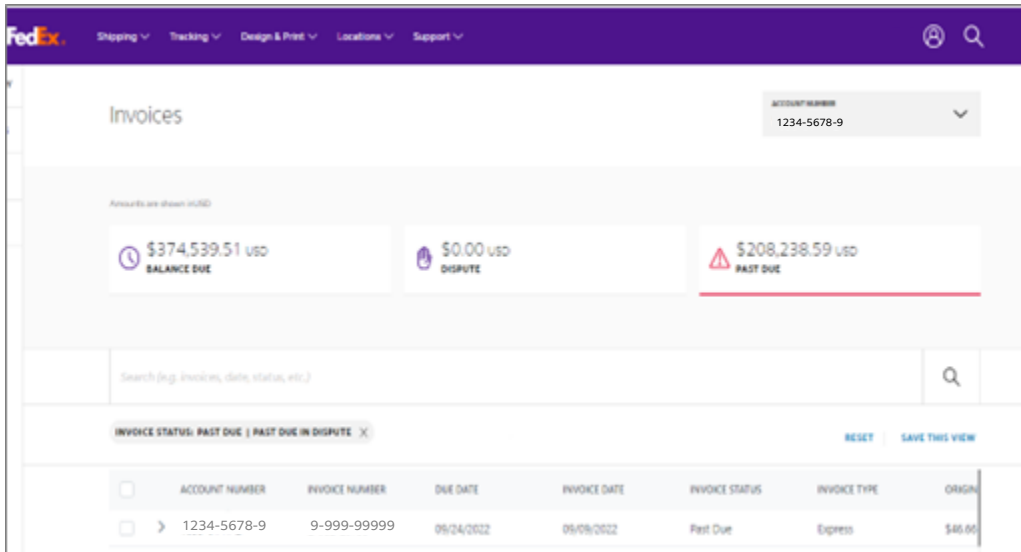 FedEx.
Shipping Tracking Design & Print Locations Support
Invoices
ACCOUNT NUMBER
1234-5678-9
Amounts are shown in USD
$374,539.51 USD
BALANCE DUE
$0.00 USD
DISPUTE
$208,238.59 USD
PAST DUE
Search (e.g. invoices, date, status, etc.)
INVOICE STATUS: PAST DUE | PAST DUE IN DISPUTE X
RESET SAVE THIS VIEW
ACCOUNT NUMBER INVOICE NUMBER DUE DATE INVOICE DATE INVOICE STATUS INVOICE TYPE ORIGIN
1234-5678-9 9-999-99999 09/24/2022 09/09/2022 Past Due Express $46.66